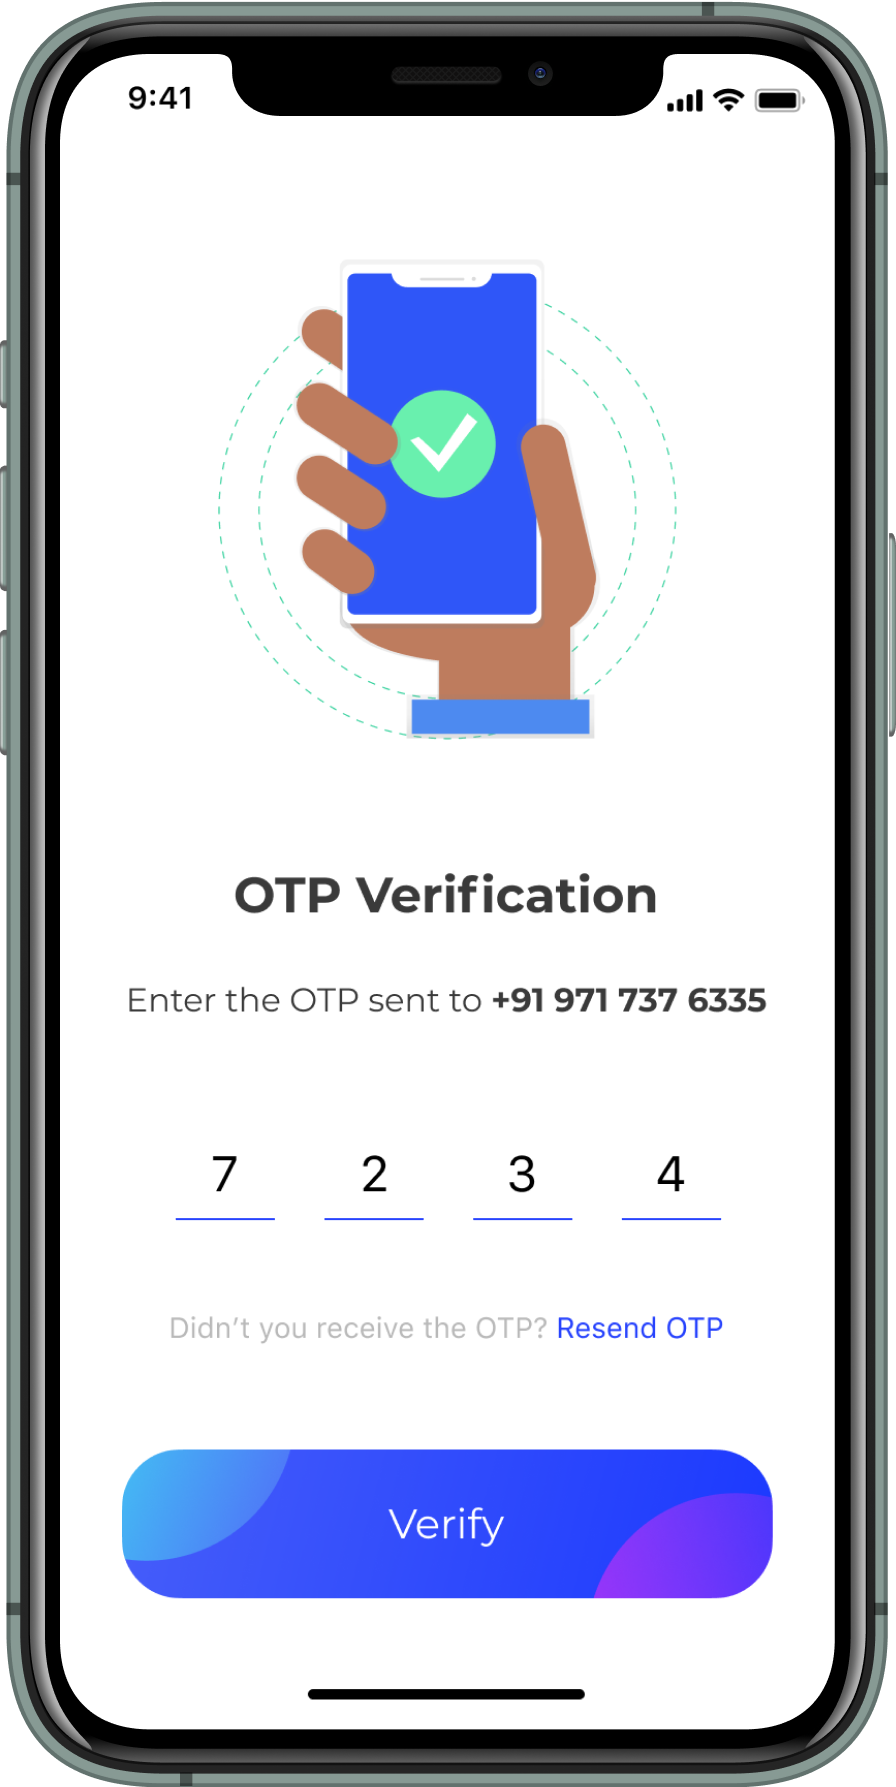 9:41
OTP Verification
Enter the OTP sent to +91 971 737 6335
7 2 3 4
Didn't you receive the OTP? Resend OTP
Verify